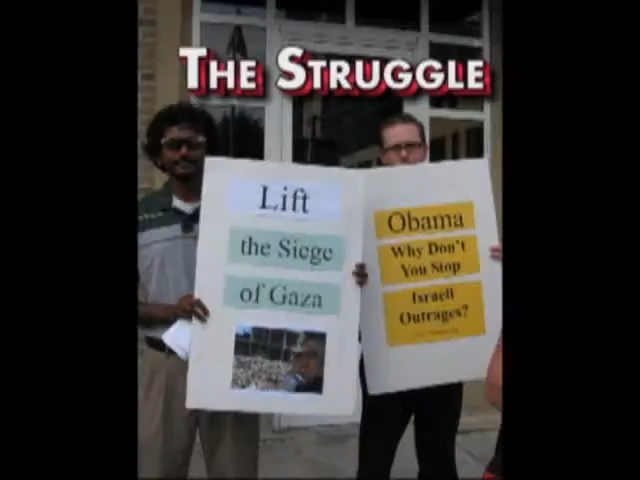 THE STRUGGLE
Lift
the Siege
of Gaza
Obama
Why Don't
You Stop
Israeli
Outrages?